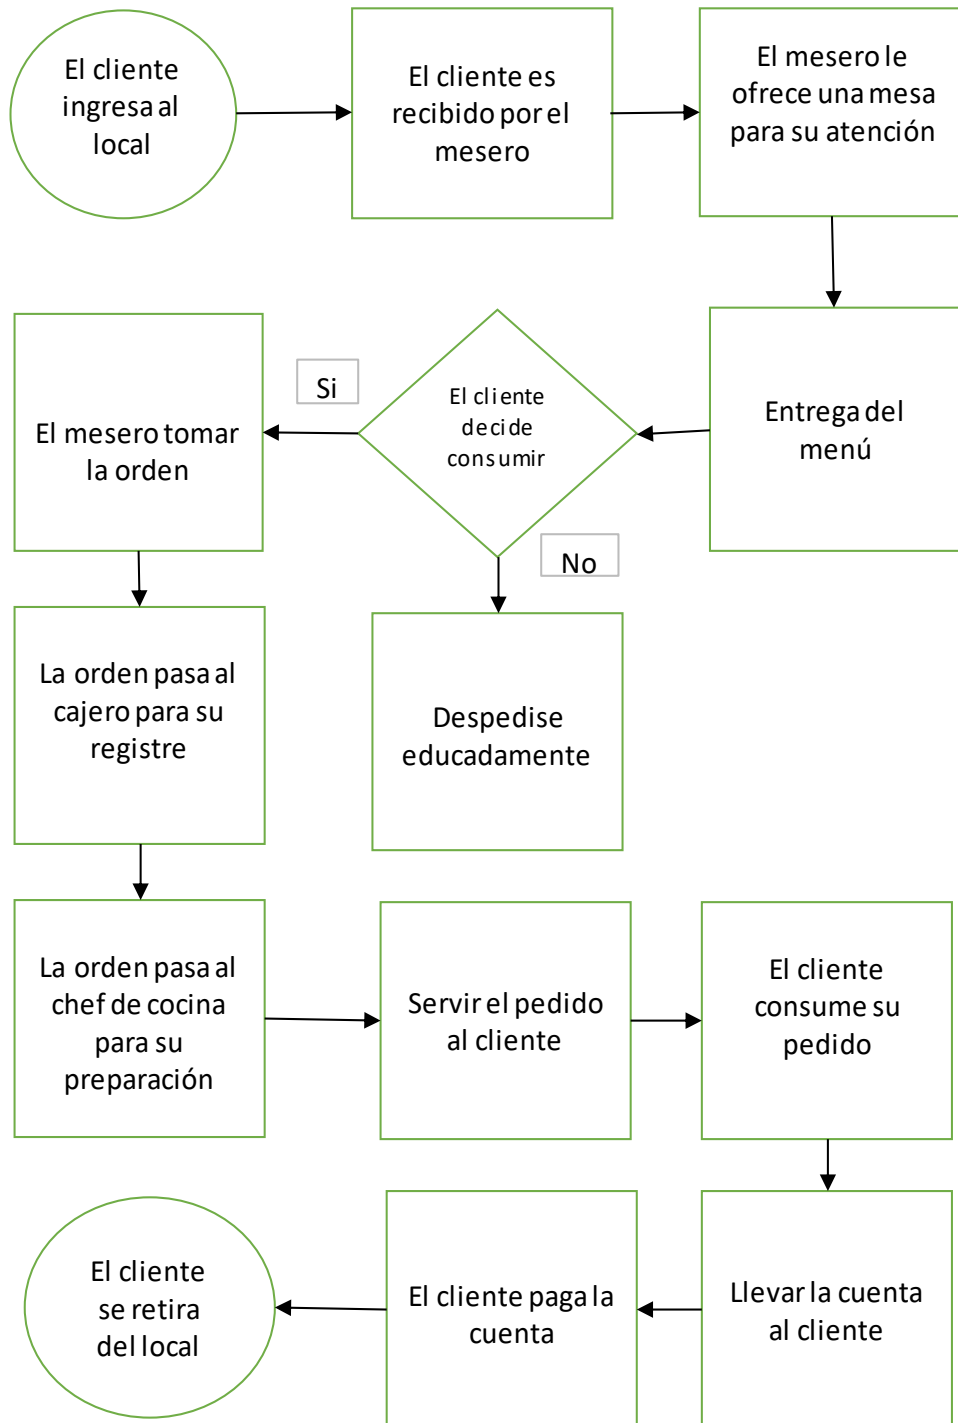 El cliente
ingresa al
local
El cliente es
recibido por el
mesero
El mesero le
ofrece una mesa
para su atención
Entrega del
menú
El cliente
decide
consumir
Si
No
El mesero tomar
la orden
Despedise
educadamente
La orden pasa al
cajero para su
registre
La orden pasa al
chef de cocina
para su
preparación
Servir el pedido
al cliente
El cliente
consume su
pedido
Llevar la cuenta
al cliente
El cliente paga la
cuenta
El cliente
se retira
del local